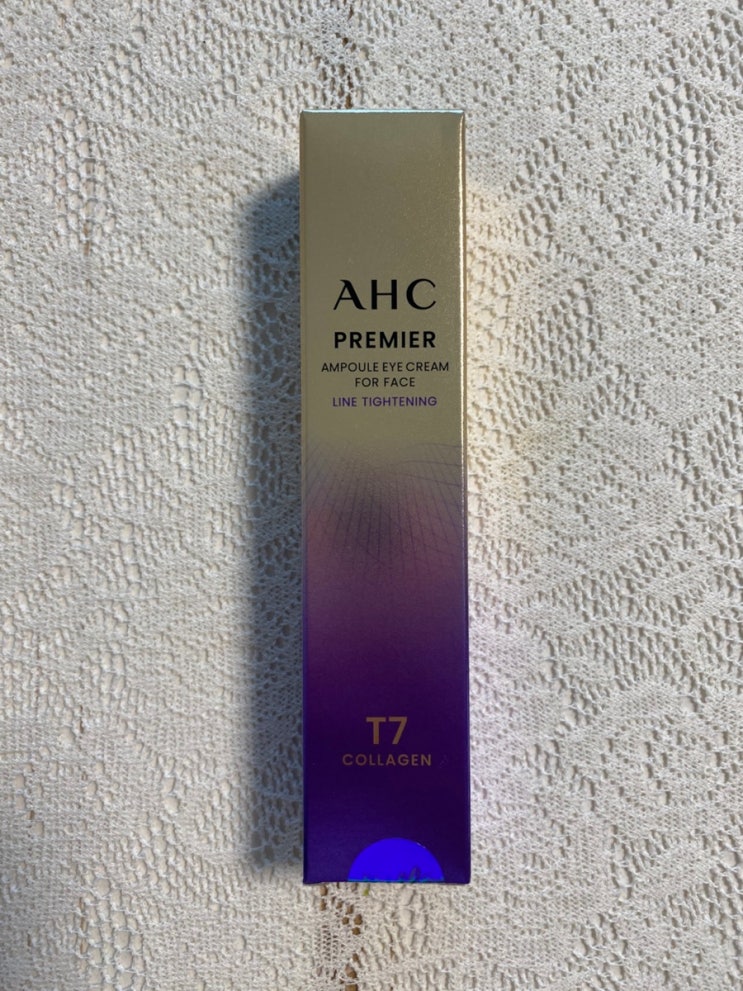 AHC
PREMIER
AMPOULE EYE CREAM
FOR FACE
LINE TIGHTENING
T7
COLLAGEN